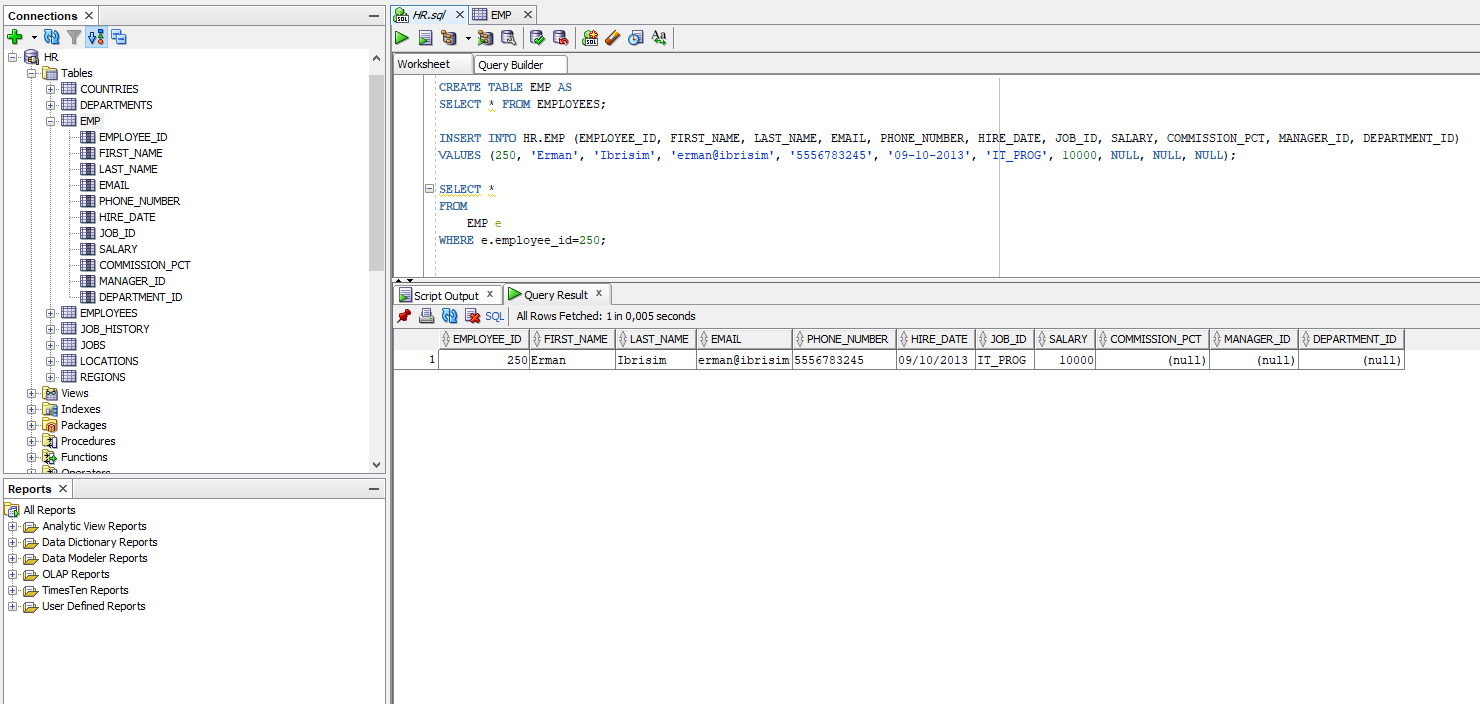 Connections
HR
Tables
COUNTRIES
DEPARTMENTS
EMP
EMPLOYEE_ID
FIRST_NAME
LAST_NAME
EMAIL
PHONE_NUMBER
HIRE_DATE
JOB_ID
SALARY
COMMISSION_PCT
MANAGER_ID
DEPARTMENT_ID
EMPLOYEES
JOB_HISTORY
JOBS
LOCATIONS
REGIONS
Views
Indexes
Packages
Procedures
Functions
Operators
Reports
All Reports
Analytic View Reports
Data Dictionary Reports
Data Modeler Reports
OLAP Reports
TimesTen Reports
User Defined Reports
HR.sql EMP
Worksheet Query Builder
CREATE TABLE EMP AS
SELECT * FROM EMPLOYEES;
INSERT INTO HR.EMP (EMPLOYEE_ID, FIRST_NAME, LAST_NAME, EMAIL, PHONE_NUMBER, HIRE_DATE, JOB_ID, SALARY, COMMISSION_PCT, MANAGER_ID, DEPARTMENT_ID)
VALUES (250, 'Erman', 'Ibrisim', 'erman@ibrisim', '5556783245', '09-10-2013', 'IT_PROG', 10000, NULL, NULL, NULL);
SELECT *
FROM
EMP e
WHERE e.employee_id=250;
Script Output Query Result
SQL All Rows Fetched: 1 in 0,005 seconds
EMPLOYEE_ID FIRST_NAME LAST_NAME EMAIL PHONE_NUMBER HIRE_DATE JOB_ID SALARY COMMISSION_PCT MANAGER_ID DEPARTMENT_ID
1 250 Erman Ibrisim erman@ibrisim 5556783245 09/10/2013 IT_PROG 10000 (null) (null) (null)